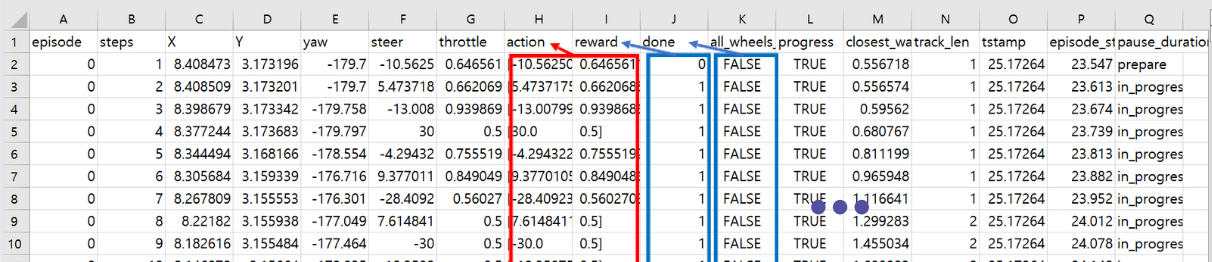 A B C D E F G H I J K L M N O P Q
1 episode steps X Y yaw steer throttle action reward done all_wheels_ progress closest_wa track_len tstamp episode_st pause_duration
2 0 1 8.408473 3.173196 -179.7 -10.5625 0.646561 [-10.56250 0.646561 0 FALSE TRUE 0.556718 1 25.17264 23.547 prepare
3 0 2 8.408509 3.173201 -179.7 5.473718 0.662069 [5.4737175 0.662068 1 FALSE TRUE 0.556574 1 25.17264 23.613 in_progres
4 0 3 8.398679 3.173342 -179.758 -13.008 0.939869 [-13.00799 0.939868 1 FALSE TRUE 0.59562 1 25.17264 23.674 in_progres
5 0 4 8.377244 3.173683 -179.797 30 0.5 [30.0 0.5] 1 FALSE TRUE 0.680767 1 25.17264 23.739 in_progres
6 0 5 8.344494 3.168166 -178.554 -4.29432 0.755519 [-4.294322 0.755519 1 FALSE TRUE 0.811199 1 25.17264 23.813 in_progres
7 0 6 8.305684 3.159339 -176.716 9.377011 0.849049 [9.3770105 0.849048 1 FALSE TRUE 0.965948 1 25.17264 23.882 in_progres
8 0 7 8.267809 3.155553 -176.301 -28.4092 0.56027 [-28.40923 0.560270 1 FALSE TRUE 1.116641 1 25.17264 23.952 in_progres
9 0 8 8.22182 3.155938 -177.049 7.614841 0.5 [7.6148411 0.5] 1 FALSE TRUE 1.299283 2 25.17264 24.012 in_progres
10 0 9 8.182616 3.155484 -177.464 -30 0.5 [-30.0 0.5] 1 FALSE TRUE 1.455034 2 25.17264 24.078 in_progres